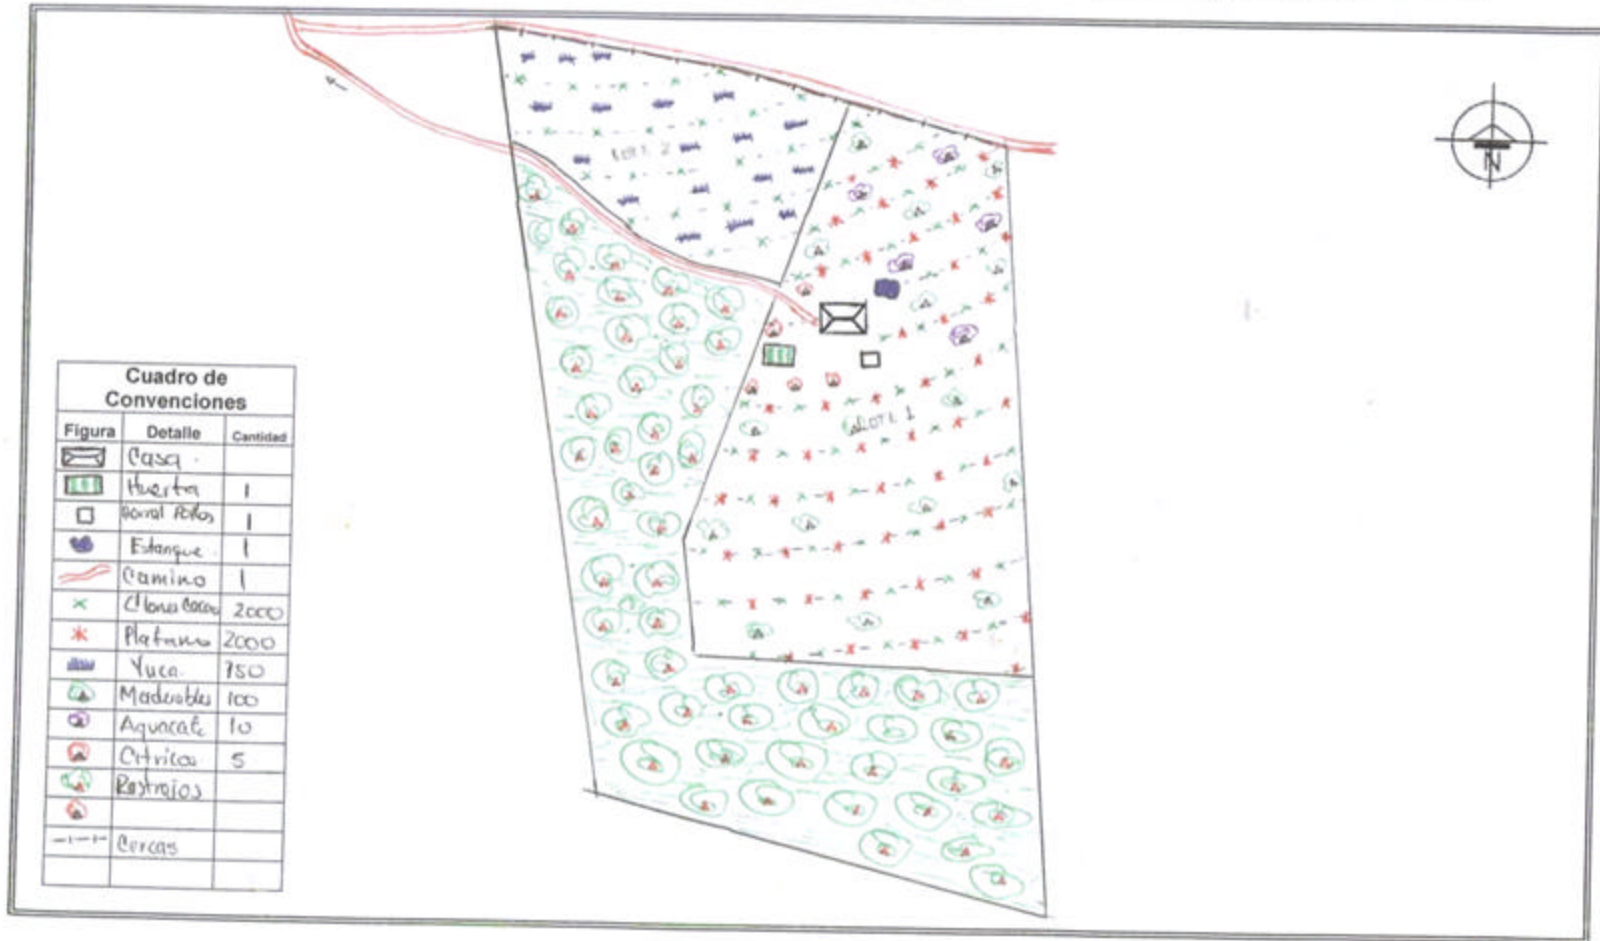 N
LOTE 2
LOTE 1
Cuadro de
Convenciones
Figura Detalle Cantidad
Casa
Huerta 1
Corral Pollos 1
Estanque 1
Camino 1
Clones Cacao 2000
Platano 2000
Yuca 750
Maderables 100
Aguacate 10
Citricos 5
Rastrojos
Cercas